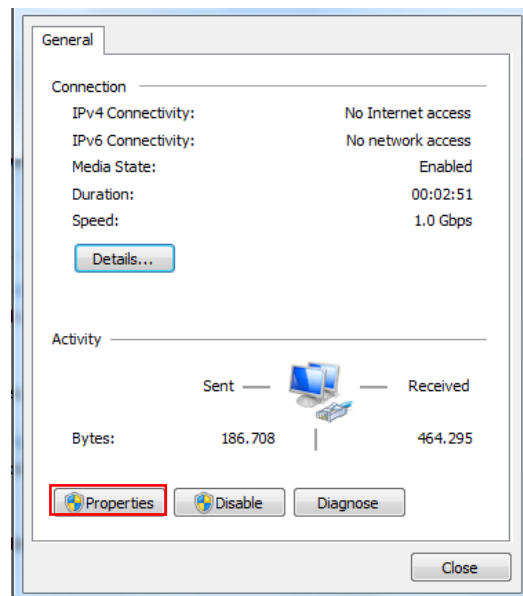 General
Connection
IPv4 Connectivity: No Internet access
IPv6 Connectivity: No network access
Media State: Enabled
Duration: 00:02:51
Speed: 1.0 Gbps
Details...
Activity
Sent Received
Bytes: 186.708 464.295
Properties Disable Diagnose
Close